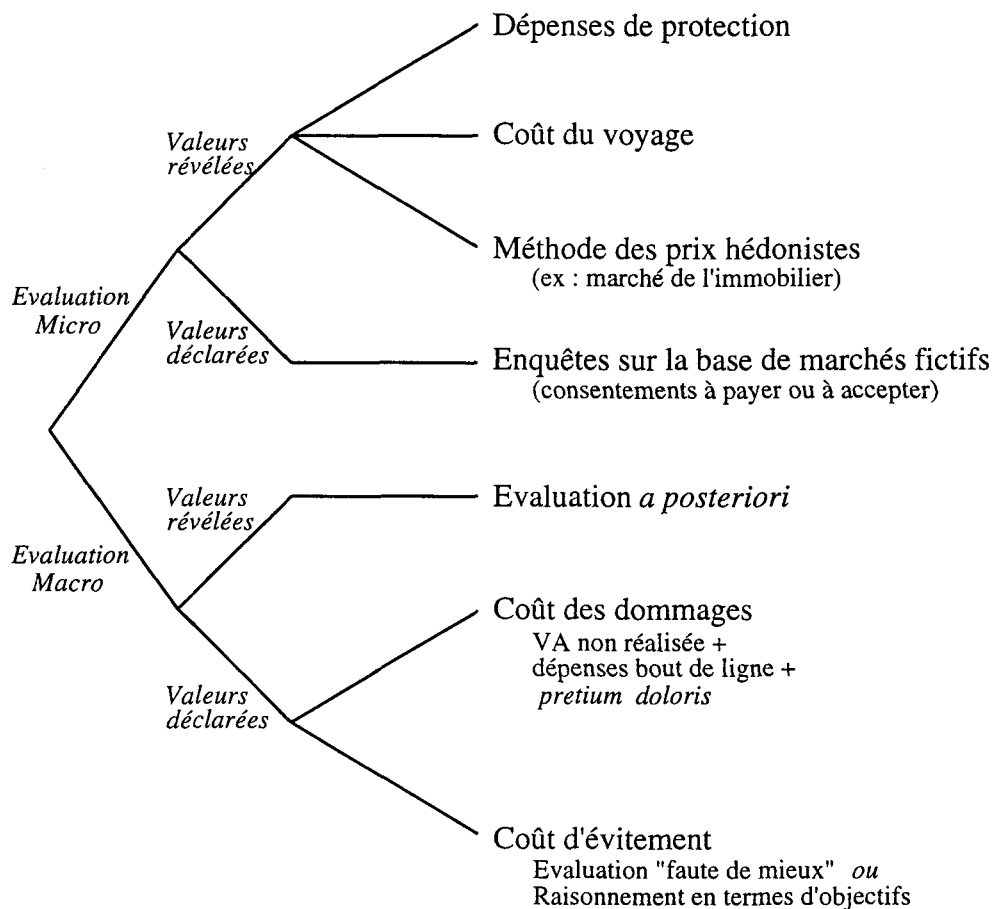 Dépenses de protection
Valeurs
révélées
Coût du voyage
Méthode des prix hédonistes
(ex : marché de l'immobilier)
Evaluation
Micro
Valeurs
déclarées
Enquêtes sur la base de marchés fictifs
(consentements à payer ou à accepter)
Valeurs
révélées
Evaluation a posteriori
Evaluation
Macro
Coût des dommages
VA non réalisée +
dépenses bout de ligne +
pretium doloris
Valeurs
déclarées
Coût d'évitement
Evaluation "faute de mieux" ou
Raisonnement en termes d'objectifs